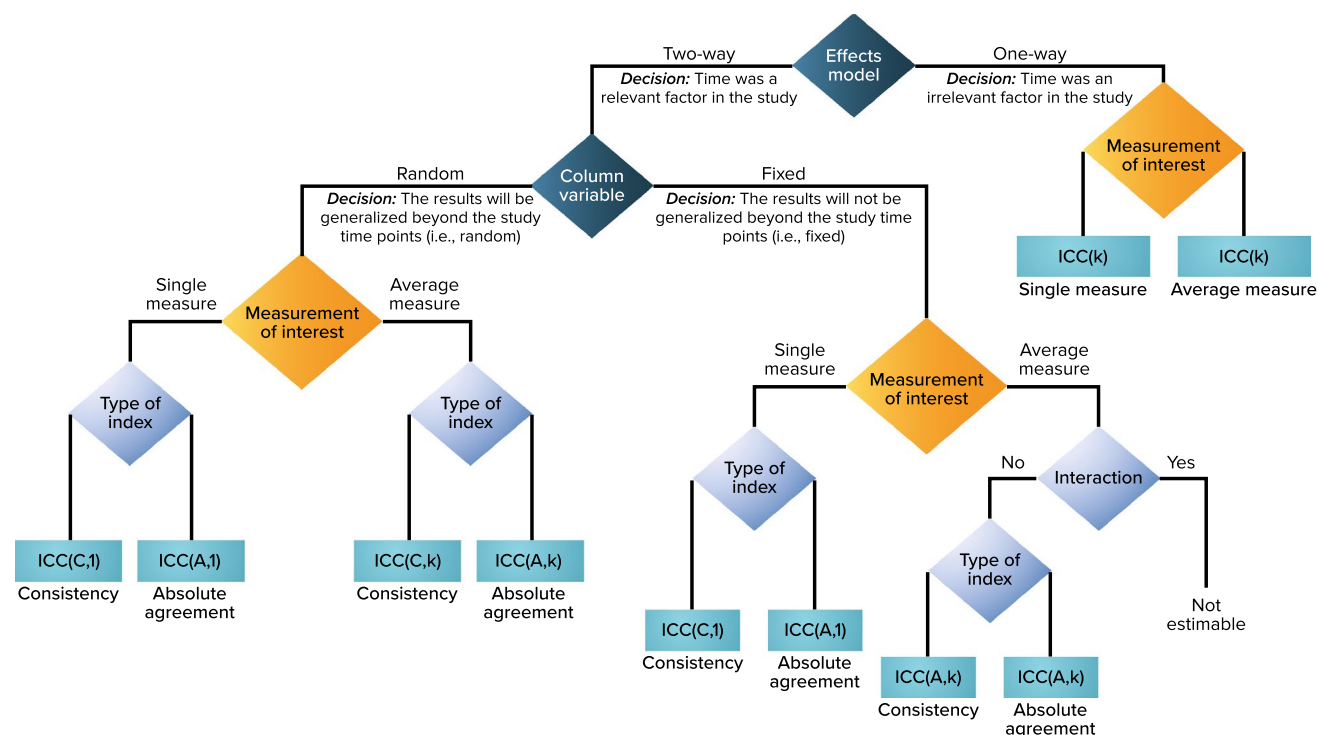 Two-way
Effects
model
One-way
Decision: Time was a
relevant factor in the study
Decision: Time was an
irrelevant factor in the study
Measurement
of interest
Random
Column
variable
Fixed
Decision: The results will be
generalized beyond the study
time points (i.e., random)
Decision: The results will not be
generalized beyond the study time
points (i.e., fixed)
ICC(k)
ICC(k)
Single measure
Average measure
Single
measure
Measurement
of interest
Average
measure
Single
measure
Measurement
of interest
Average
measure
Type of
index
Type of
index
Type of
index
No
Interaction
Yes
ICC(C,1)
ICC(A,1)
ICC(C,k)
ICC(A,k)
Type of
index
Consistency
Absolute
agreement
Consistency
Absolute
agreement
Not
estimable
ICC(C,1)
ICC(A,1)
Consistency
Absolute
agreement
ICC(A,k)
ICC(A,k)
Consistency
Absolute
agreement